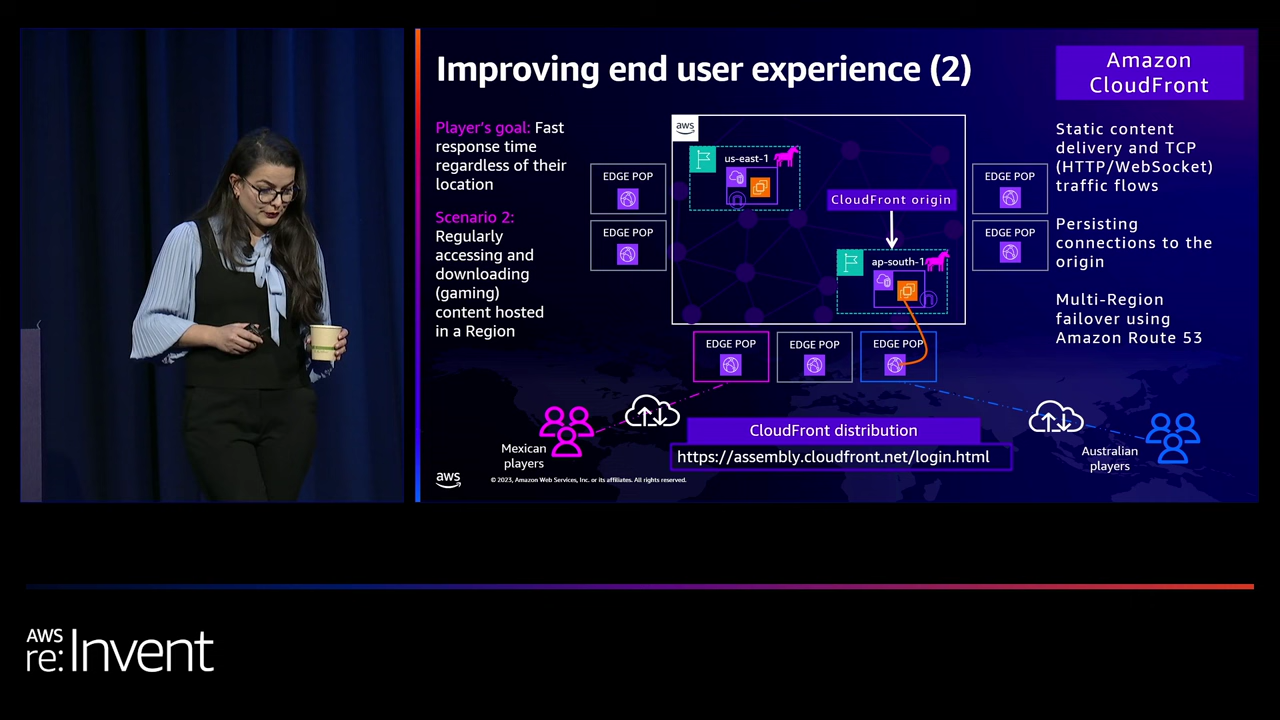 Improving end user experience (2)
Amazon
CloudFront
Player's goal: Fast
response time
regardless of their
location
Scenario 2:
Regularly
accessing and
downloading
(gaming)
content hosted
in a Region
aws
us-east-1
CloudFront origin
ap-south-1
EDGE POP
EDGE POP
EDGE POP
EDGE POP
EDGE POP
EDGE POP
EDGE POP
Static content
delivery and TCP
(HTTP/WebSocket)
traffic flows
Persisting
connections to the
origin
Multi-Region
failover using
Amazon Route 53
Mexican
players
CloudFront distribution
https://assembly.cloudfront.net/login.html
Australian
players
aws
© 2023, Amazon Web Services, Inc. or its affiliates. All rights reserved.
AWS
re:Invent